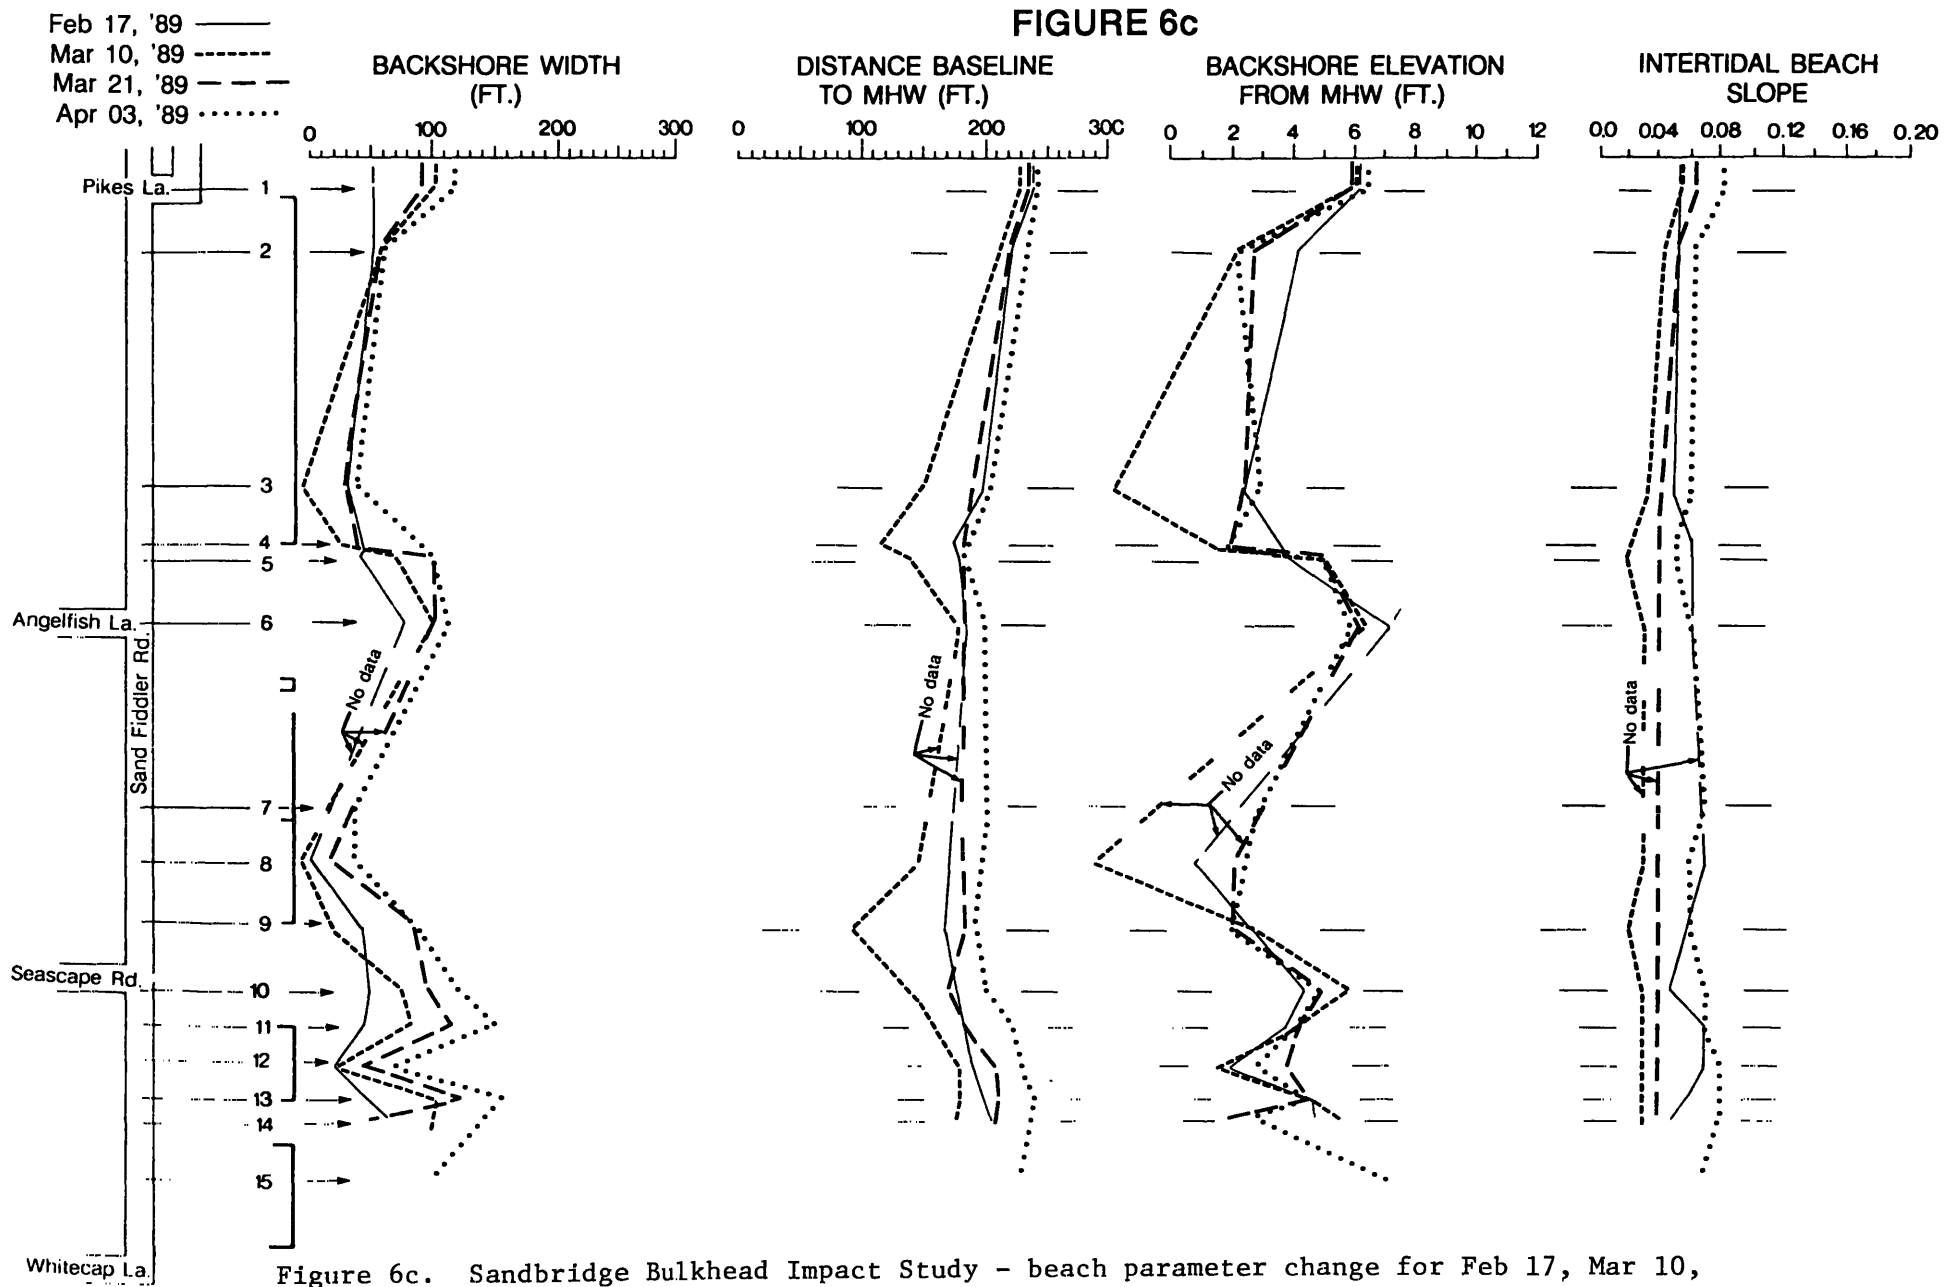 FIGURE 6c
Feb 17, '89
Mar 10, '89
Mar 21, '89
Apr 03, '89
BACKSHORE WIDTH
(FT.)
DISTANCE BASELINE
TO MHW (FT.)
BACKSHORE ELEVATION
FROM MHW (FT.)
INTERTIDAL BEACH
SLOPE
0 100 200 300
0 100 200 300
0 2 4 6 8 10 12
0.0 0.04 0.08 0.12 0.16 0.20
Pikes La.
1
2
3
4
5
Angelfish La.
6
Sand Fiddler Rd.
No data
No data
No data
No data
7
8
9
Seascape Rd.
10
11
12
13
14
15
Whitecap La.
Figure 6c. Sandbridge Bulkhead Impact Study - beach parameter change for Feb 17, Mar 10,